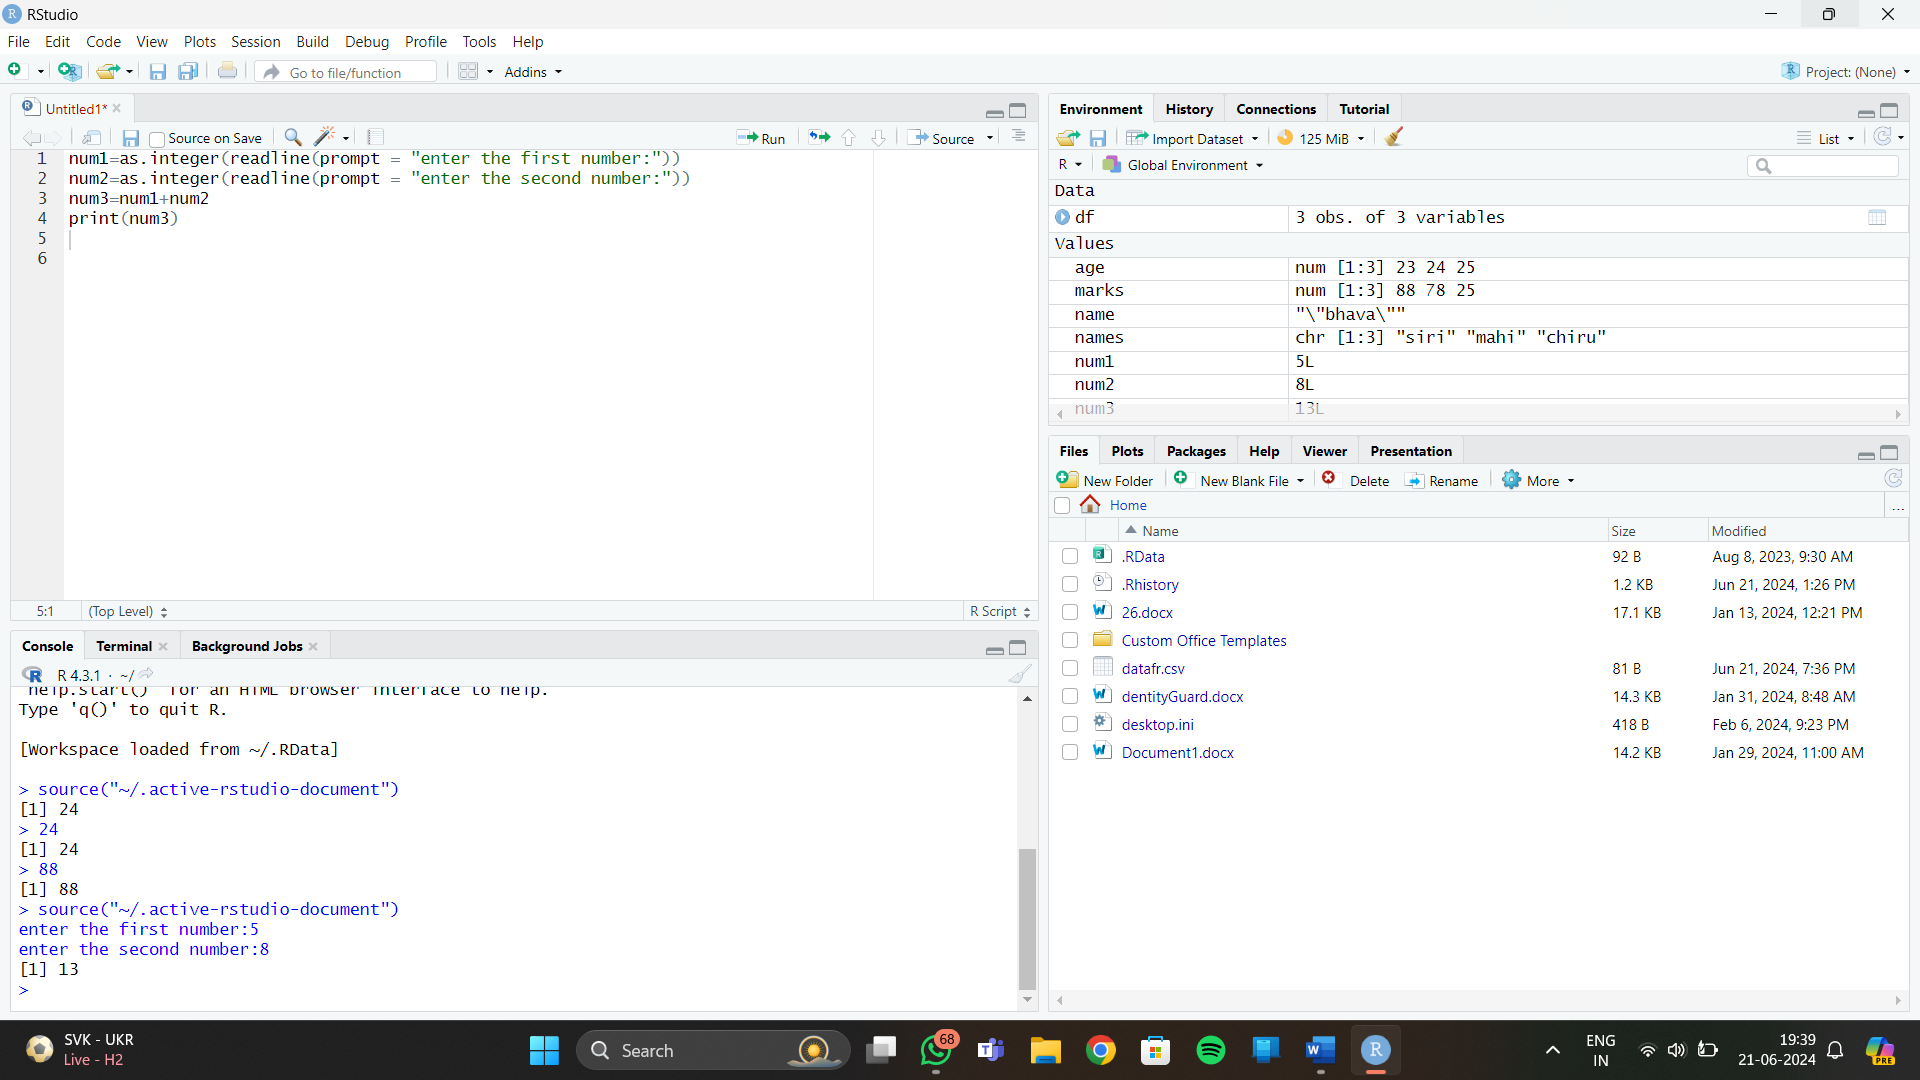 RStudio
File Edit Code View Plots Session Build Debug Profile Tools Help
Go to file/function Addins Project: (None)
Untitled1*
Source on Save Run Source
1 num1=as.integer(readline(prompt = "enter the first number:"))
2 num2=as.integer(readline(prompt = "enter the second number:"))
3 num3=num1+num2
4 print(num3)
5
6
5:1 (Top Level) R Script
Console Terminal Background Jobs
R 4.3.1 · ~/
'help.start()' for an HTML browser interface to help.
Type 'q()' to quit R.
[Workspace loaded from ~/.RData]
> source("~/.active-rstudio-document")
[1] 24
> 24
[1] 24
> 88
[1] 88
> source("~/.active-rstudio-document")
enter the first number:5
enter the second number:8
[1] 13
>
Environment History Connections Tutorial
Import Dataset 125 MiB List
R Global Environment
Data
df 3 obs. of 3 variables
Values
age num [1:3] 23 24 25
marks num [1:3] 88 78 25
name "\"bhava\""
names chr [1:3] "siri" "mahi" "chiru"
num1 5L
num2 8L
num3 13L
Files Plots Packages Help Viewer Presentation
New Folder New Blank File Delete Rename More
Home ...
Name Size Modified
.RData 92 B Aug 8, 2023, 9:30 AM
.Rhistory 1.2 KB Jun 21, 2024, 1:26 PM
26.docx 17.1 KB Jan 13, 2024, 12:21 PM
Custom Office Templates
datafr.csv 81 B Jun 21, 2024, 7:36 PM
dentityGuard.docx 14.3 KB Jan 31, 2024, 8:48 AM
desktop.ini 418 B Feb 6, 2024, 9:23 PM
Document1.docx 14.2 KB Jan 29, 2024, 11:00 AM
SVK - UKR
Live - H2
Search
68
ENG
IN
19:39
21-06-2024
PRE